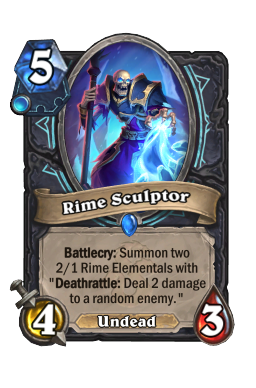 5
Rime Sculptor
Battlecry: Summon two
2/1 Rime Elementals with
"Deathrattle: Deal 2 damage
to a random enemy."
4
Undead
3